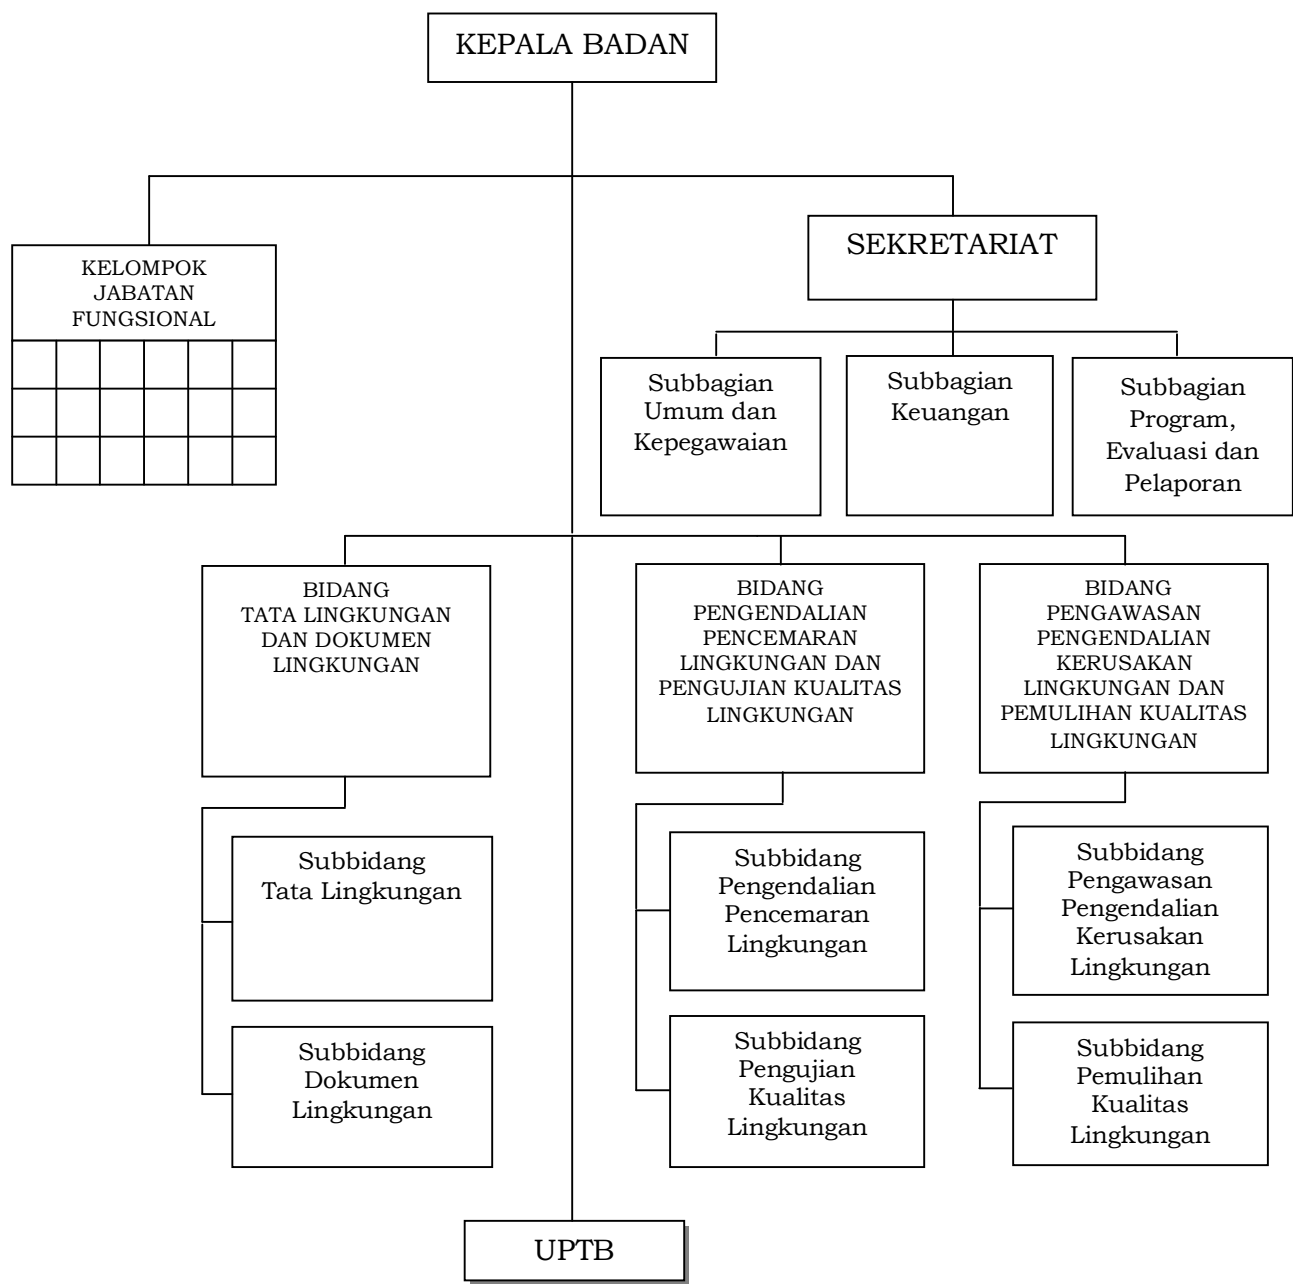 KEPALA BADAN
KELOMPOK
JABATAN
FUNGSIONAL
SEKRETARIAT
Subbagian
Umum dan
Kepegawaian
Subbagian
Keuangan
Subbagian
Program,
Evaluasi dan
Pelaporan
BIDANG
TATA LINGKUNGAN
DAN DOKUMEN
LINGKUNGAN
BIDANG
PENGENDALIAN
PENCEMARAN
LINGKUNGAN DAN
PENGUJIAN KUALITAS
LINGKUNGAN
BIDANG
PENGAWASAN
PENGENDALIAN
KERUSAKAN
LINGKUNGAN DAN
PEMULIHAN KUALITAS
LINGKUNGAN
Subbidang
Tata Lingkungan
Subbidang
Pengendalian
Pencemaran
Lingkungan
Subbidang
Pengawasan
Pengendalian
Kerusakan
Lingkungan
Subbidang
Dokumen
Lingkungan
Subbidang
Pengujian
Kualitas
Lingkungan
Subbidang
Pemulihan
Kualitas
Lingkungan
UPTB